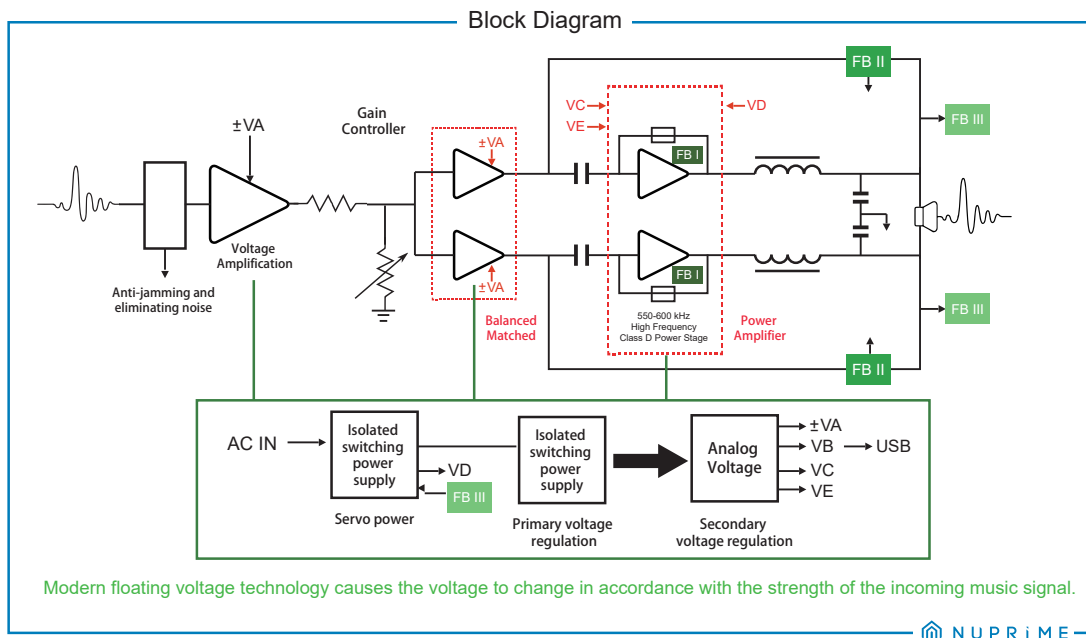 Block Diagram
FB II
VC
VD
FB III
Gain
Controller
±VA
VE
±VA
FB I
Voltage
Amplification
FB I
±VA
Anti-jamming and
eliminating noise
FB III
Balanced
Matched
550-600 kHz
High Frequency
Class D Power Stage
Power
Amplifier
FB II
AC IN
Isolated
switching
power
supply
VD
FB III
Servo power
Isolated
switching
power
supply
Primary voltage
regulation
Analog
Voltage
±VA
VB
USB
VC
VE
Secondary
voltage regulation
Modern floating voltage technology causes the voltage to change in accordance with the strength of the incoming music signal.
NUPRiME